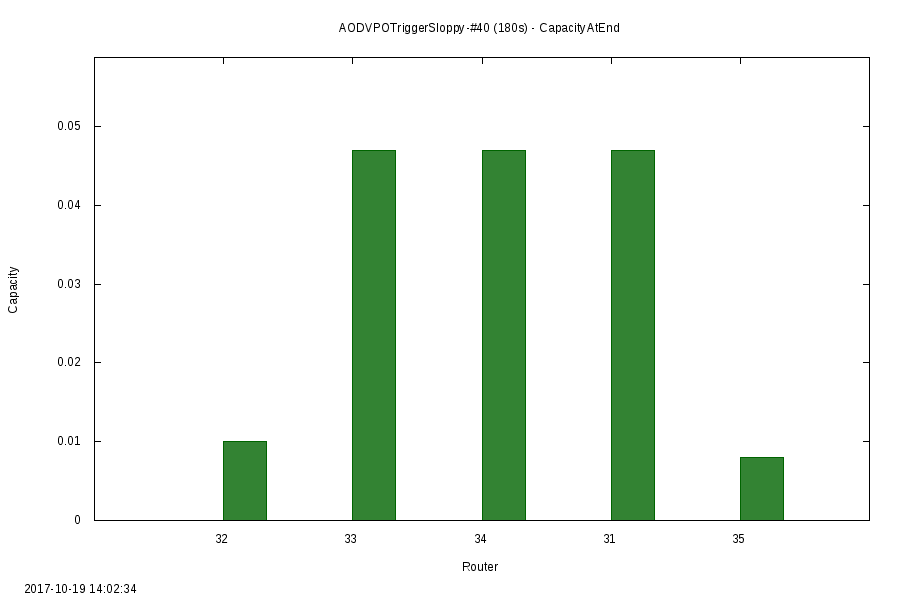 AODVPOTriggerSloppy-#40 (180s) - CapacityAtEnd
0.05
0.04
0.03
0.02
0.01
0
Capacity
32 33 34 31 35
Router
2017-10-19 14:02:34